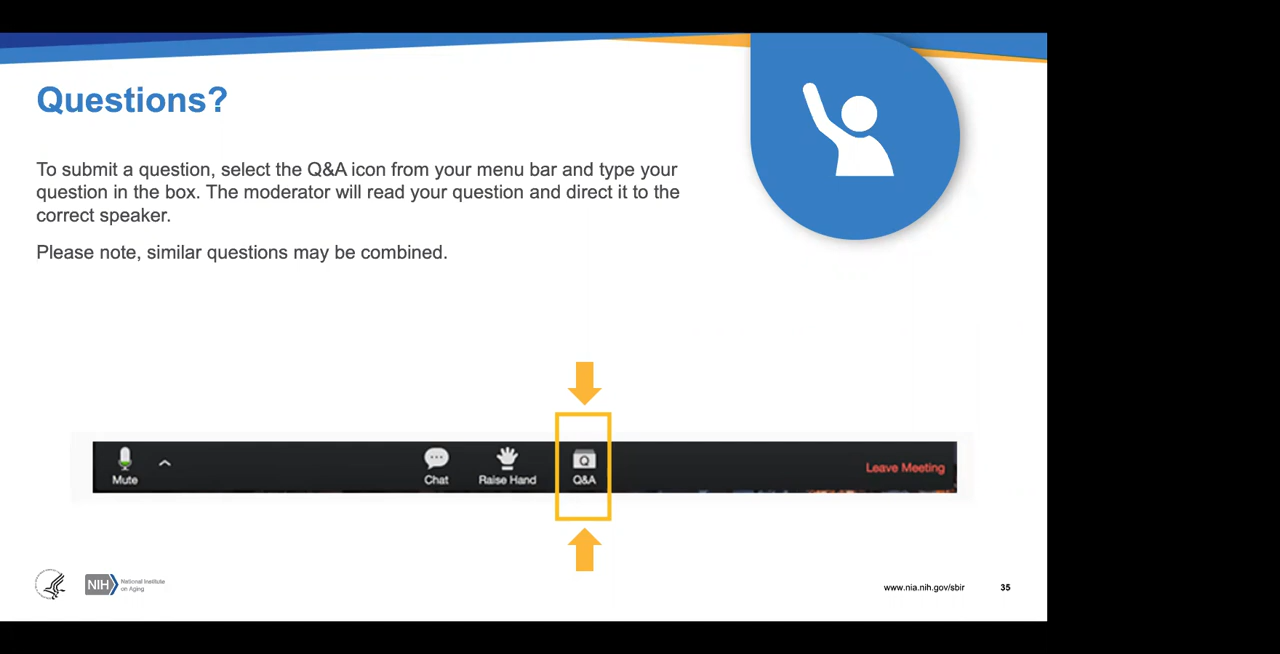 Questions?
To submit a question, select the Q&A icon from your menu bar and type your
question in the box. The moderator will read your question and direct it to the
correct speaker.
Please note, similar questions may be combined.
Mute
Chat
Raise Hand
Q
Q&A
Leave Meeting
NIH
National Institute
on Aging
www.nia.nih.gov/sbir
35